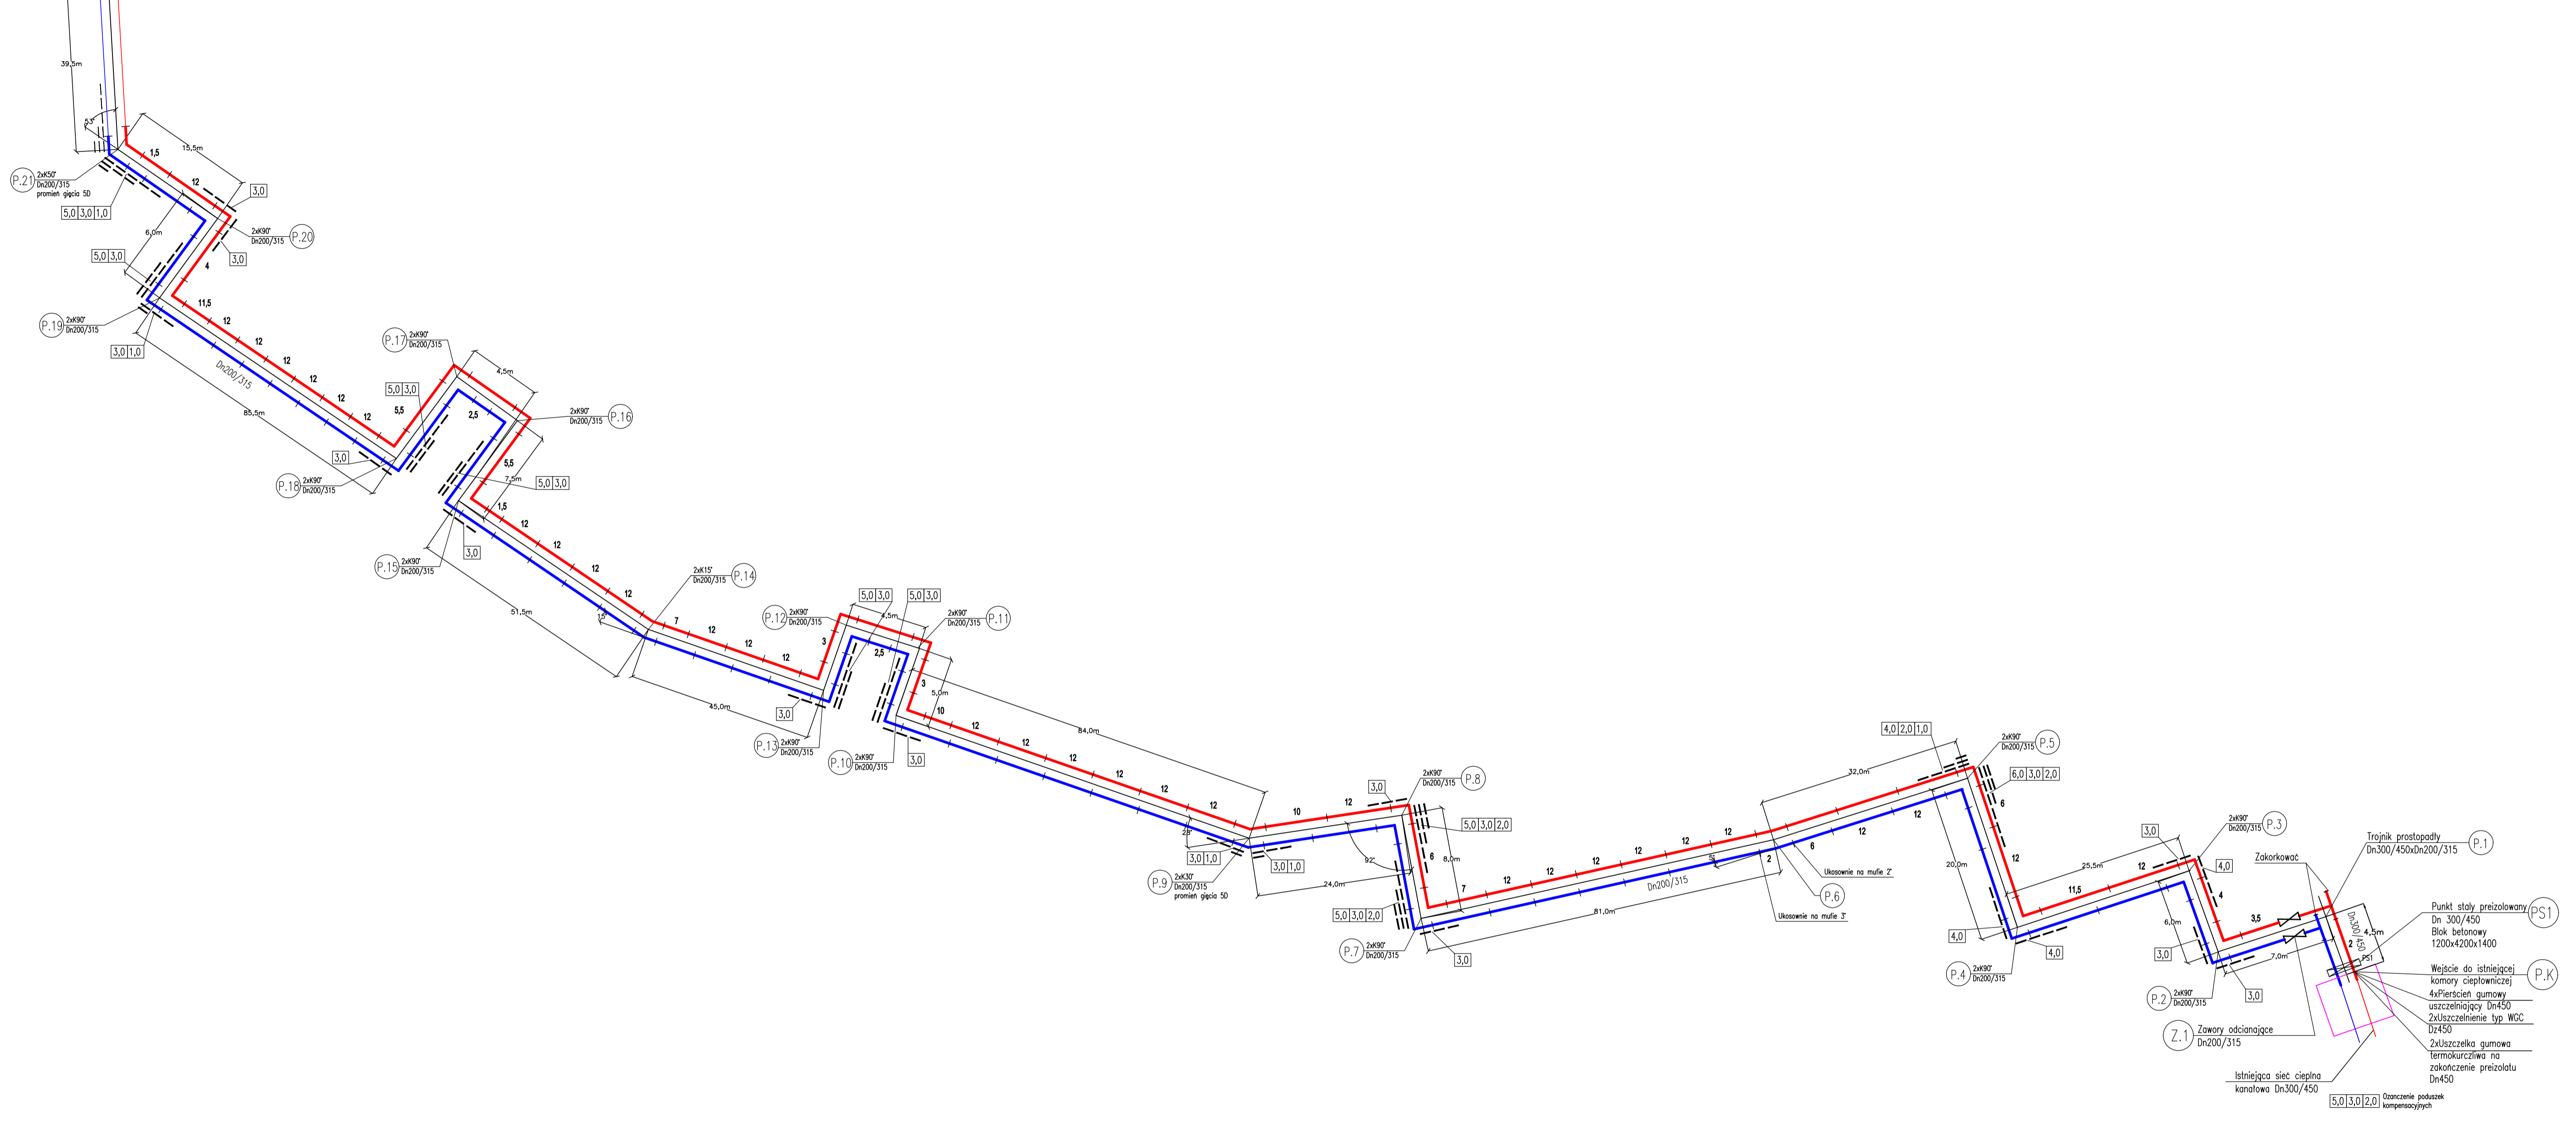 39,5m
53°
15,5m
1,5
12
3,0
P.21
2xK50°
Dn200/315
promień gięcia 5D
5,0 3,0 1,0
6,0m
2xK90°
Dn200/315
P.20
3,0
5,0 3,0
4
11,5
12
12
12
12
12
12
P.19
2xK90°
Dn200/315
3,0 1,0
Dn200/315
85,5m
P.17
2xK90°
Dn200/315
4,5m
5,0 3,0
5,5
2,5
2xK90°
Dn200/315
P.16
3,0
P.18
2xK90°
Dn200/315
5,5
7,5m
5,0 3,0
1,5
12
12
12
12
3,0
P.15
2xK90°
Dn200/315
51,5m
15°
2xK15°
Dn200/315
P.14
7
12
12
12
45,0m
P.12
2xK90°
Dn200/315
5,0 3,0
5,0 3,0
4,5m
2xK90°
Dn200/315
P.11
3
2,5
3
5,0m
3,0
P.13
2xK90°
Dn200/315
P.10
2xK90°
Dn200/315
3,0
10
12
12
12
12
12
12
84,0m
28°
3,0 1,0
3,0 1,0
P.9
2xK30°
Dn200/315
promień gięcia 5D
24,0m
10
12
3,0
2xK90°
Dn200/315
P.8
5,0 3,0 2,0
92°
6
8,0m
5,0 3,0 2,0
P.7
2xK90°
Dn200/315
3,0
7
12
12
12
12
12
12
Dn200/315
81,0m
5°
2
6
Ukosownie na mufie 2°
P.6
Ukosownie na mufie 3°
12
12
32,0m
4,0 2,0 1,0
2xK90°
Dn200/315
P.5
6,0 3,0 2,0
6
12
20,0m
4,0
4,0
P.4
2xK90°
Dn200/315
25,5m
11,5
12
3,0
2xK90°
Dn200/315
P.3
4,0
4
6,0m
3,0
3,5
7,0m
3,0
P.2
2xK90°
Dn200/315
Z.1
Zawory odcianające
Dn200/315
Zakorkować
Trojnik prostopadły
Dn300/450xDn200/315
P.1
Dn300/450
4,5m
2
PS1
Punkt staly preizolowany
Dn 300/450
Blok betonowy
1200x4200x1400
PS1
Wejście do istniejącej
komory ciepłowniczej
P.K
4xPierścień gumowy
uszczelniający Dn450
2xUszczelnienie typ WGC
Dz450
2xUszczelka gumowa
termokurczliwa na
zakończenie preizolatu
Dn450
Istniejąca sieć cieplna
kanałowa Dn300/450
5,0 3,0 2,0
Ozanczenie poduszek
kompensacyjnych